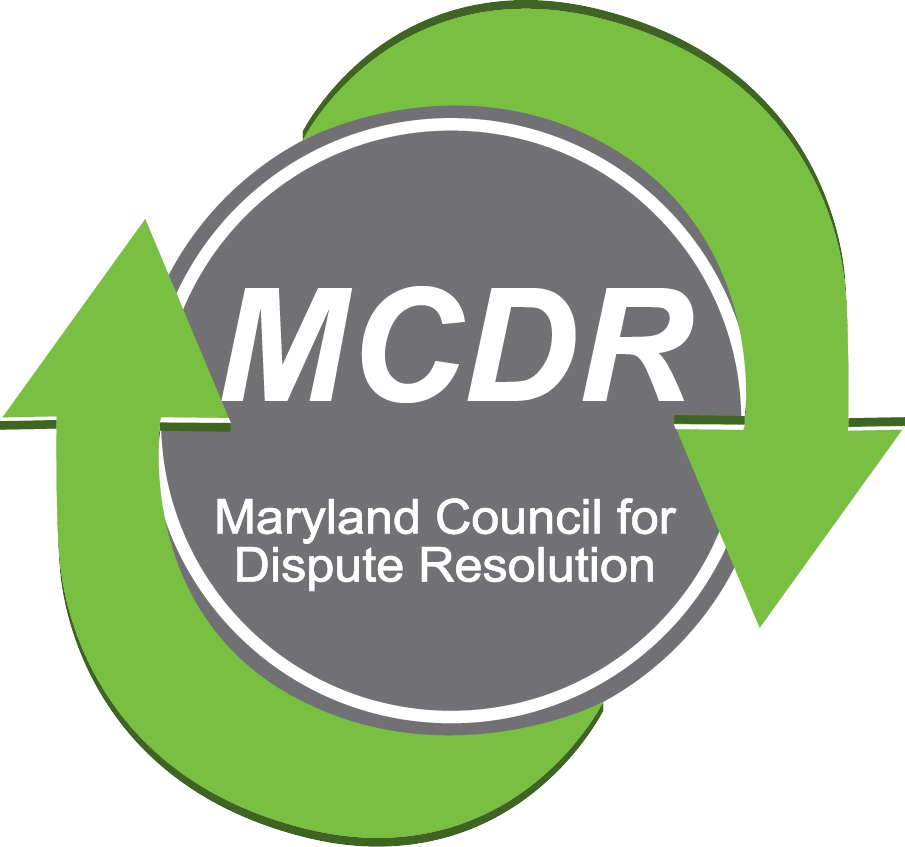 MCDR
Maryland Council for
Dispute Resolution